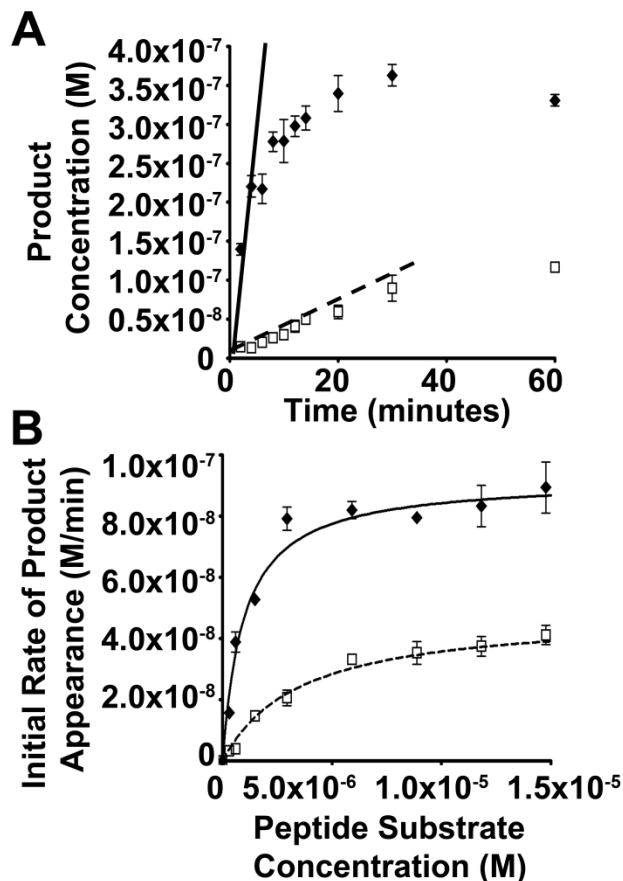 A
Product
Concentration (M)
4.0x10⁻⁷
3.5x10⁻⁷
3.0x10⁻⁷
2.5x10⁻⁷
2.0x10⁻⁷
1.5x10⁻⁷
1.0x10⁻⁷
0.5x10⁻⁸
0
0 20 40 60
Time (minutes)
B
Initial Rate of Product
Appearance (M/min)
1.0x10⁻⁷
8.0x10⁻⁸
4.0x10⁻⁸
2.0x10⁻⁸
0
0 5.0x10⁻⁶ 1.0x10⁻⁵ 1.5x10⁻⁵
Peptide Substrate
Concentration (M)